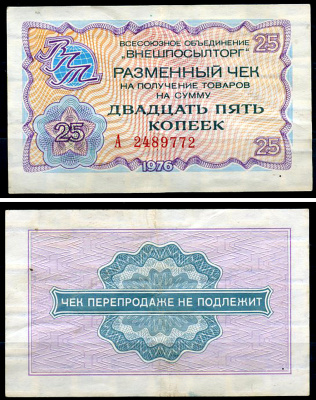 ВПТ
25
ВСЕСОЮЗНОЕ ОБЪЕДИНЕНИЕ
"ВНЕШПОСЫЛТОРГ"
РАЗМЕННЫЙ ЧЕК
НА ПОЛУЧЕНИЕ ТОВАРОВ
НА СУММУ
ДВАДЦАТЬ ПЯТЬ
КОПЕЕК
25
А 2489772
25
1976
ЧЕК ПЕРЕПРОДАЖЕ НЕ ПОДЛЕЖИТ